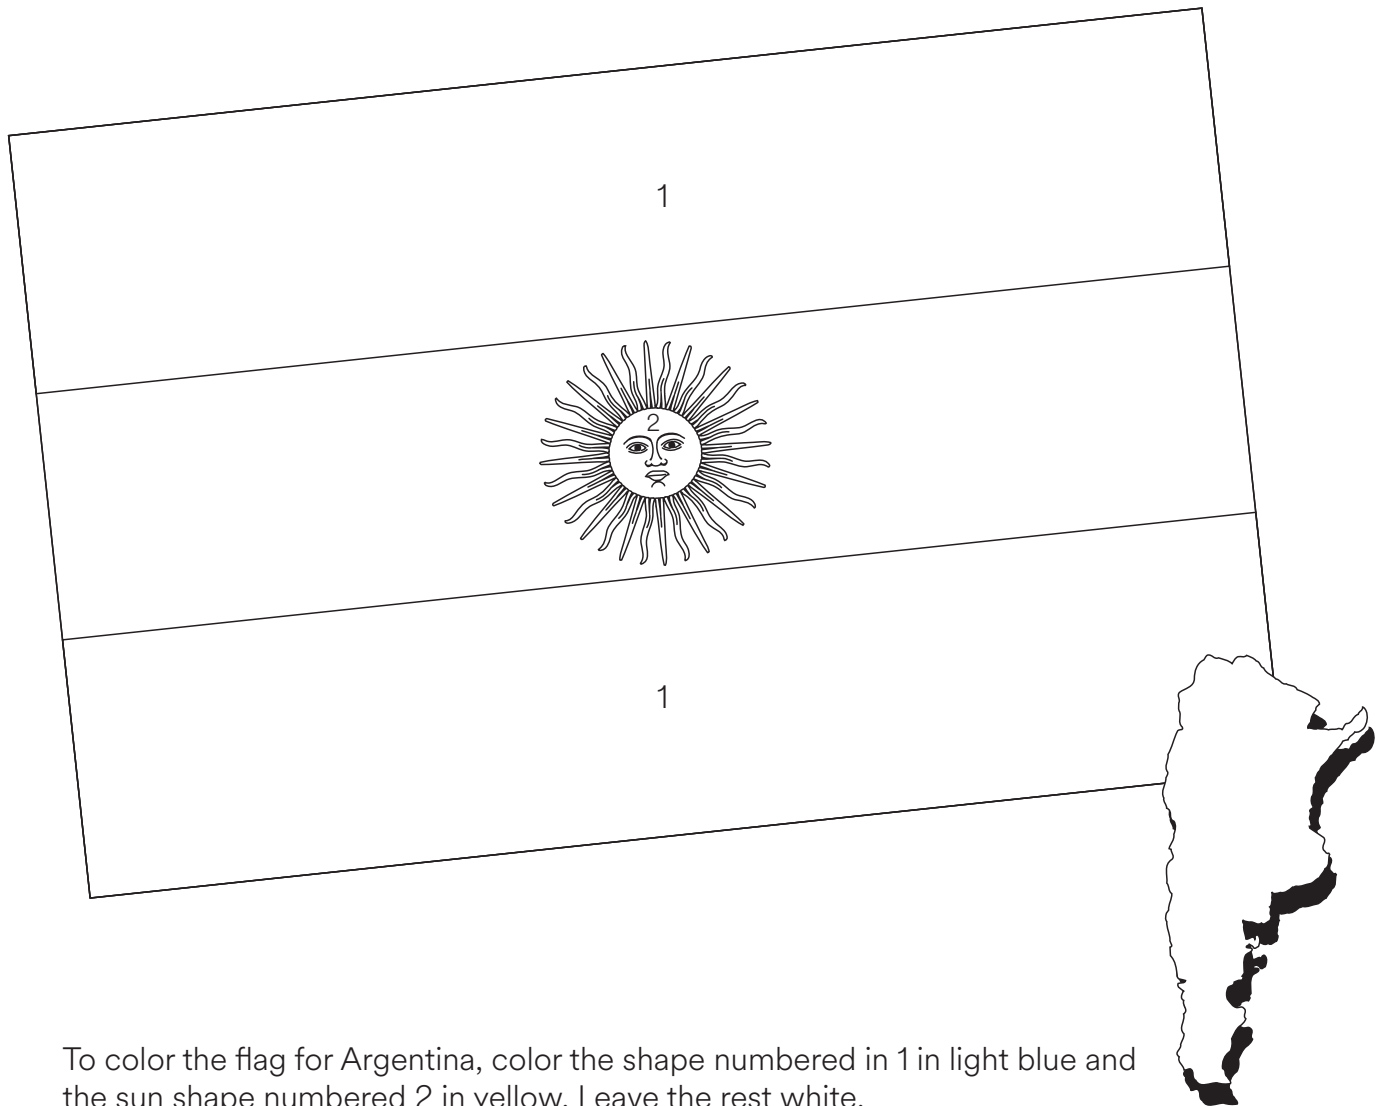 1
2
1
To color the flag for Argentina, color the shape numbered in 1 in light blue and
the sun shape numbered 2 in yellow. Leave the rest white.